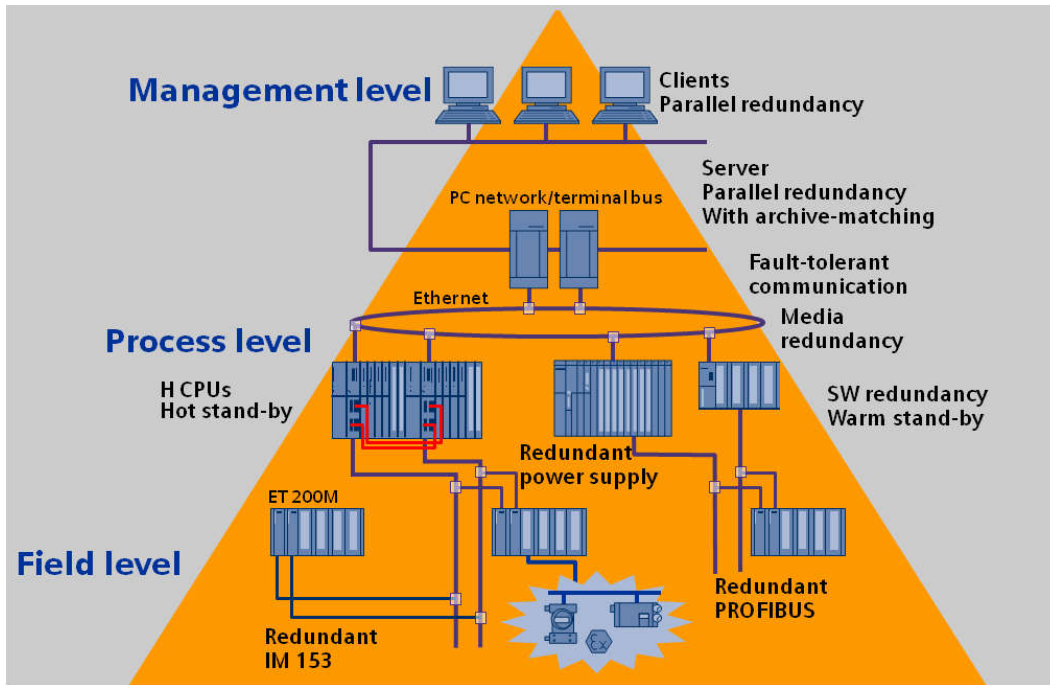 Management level
Clients
Parallel redundancy
Server
Parallel redundancy
With archive-matching
PC network/terminal bus
Fault-tolerant
communication
Ethernet
Media
redundancy
Process level
H CPUs
Hot stand-by
SW redundancy
Warm stand-by
Redundant
power supply
ET 200M
Field level
Redundant
PROFIBUS
Redundant
IM 153
Ex